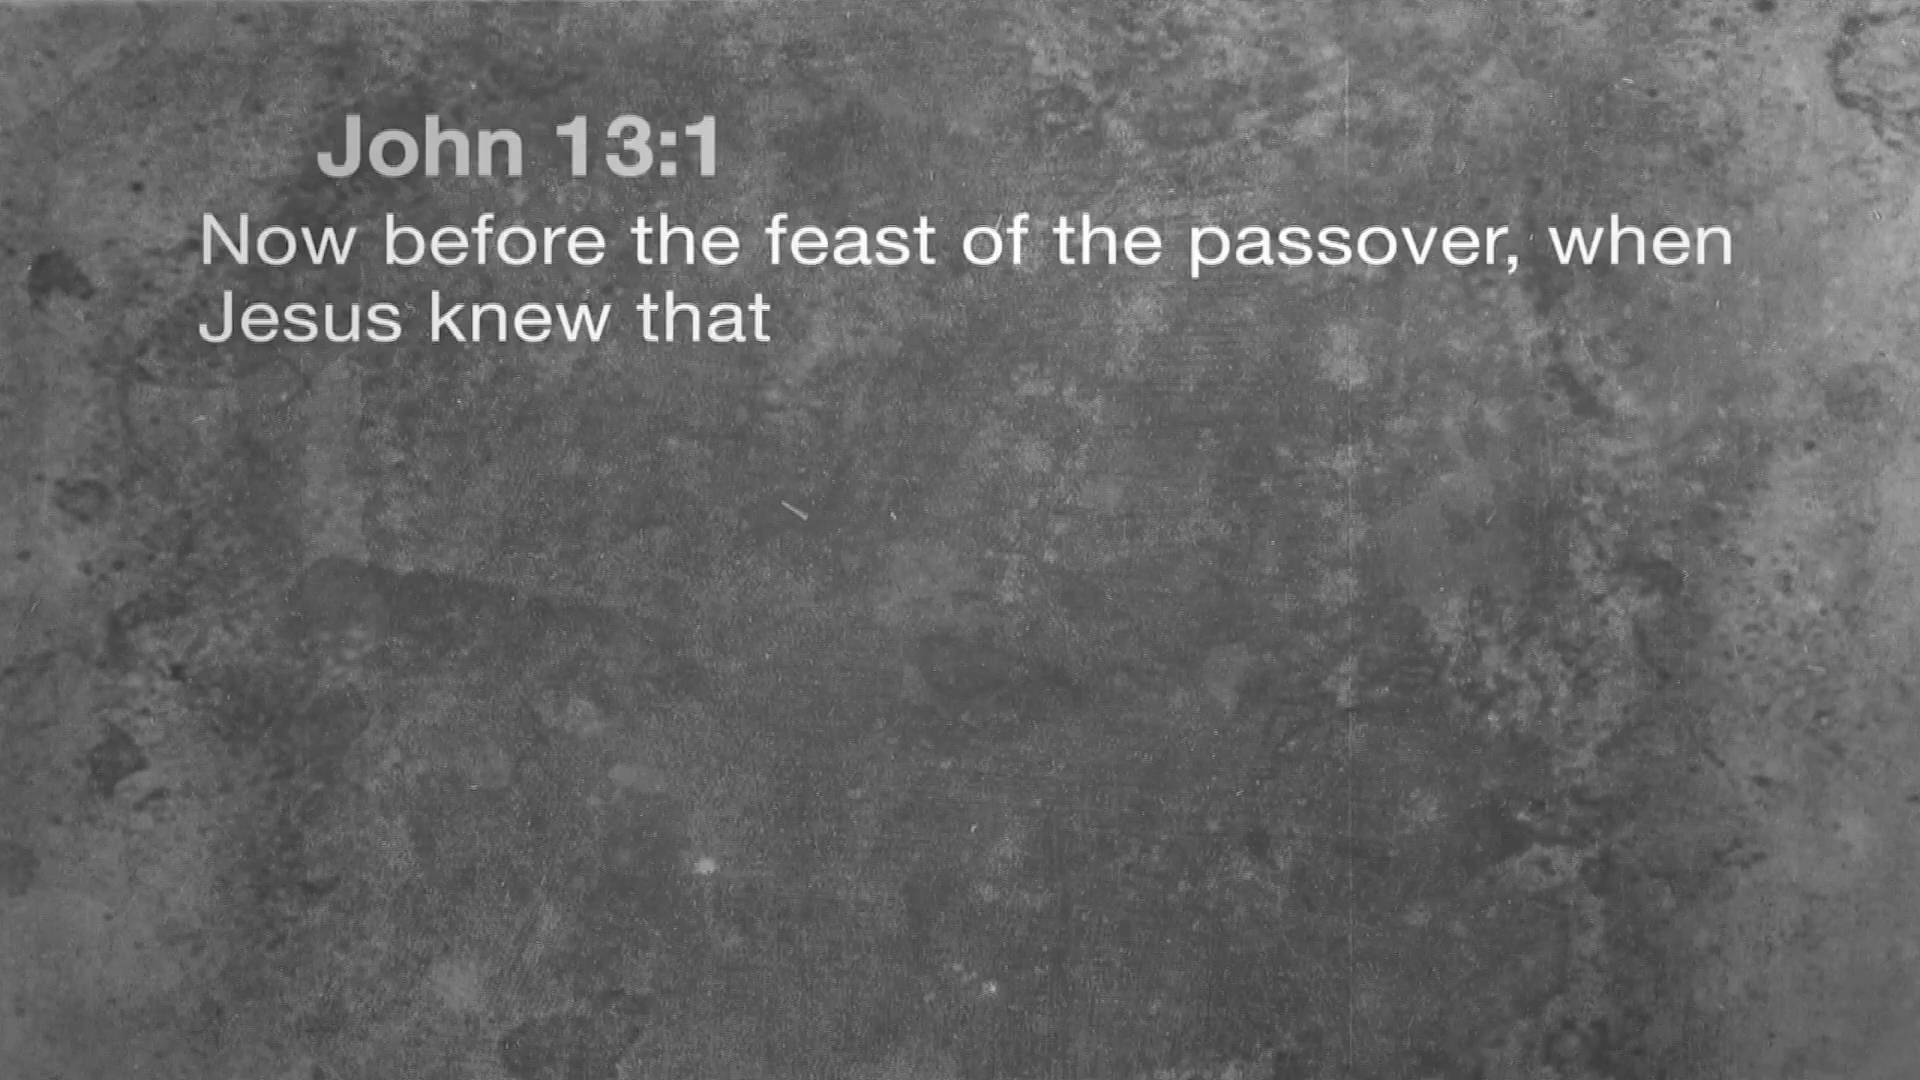 John 13:1
Now before the feast of the passover, when
Jesus knew that